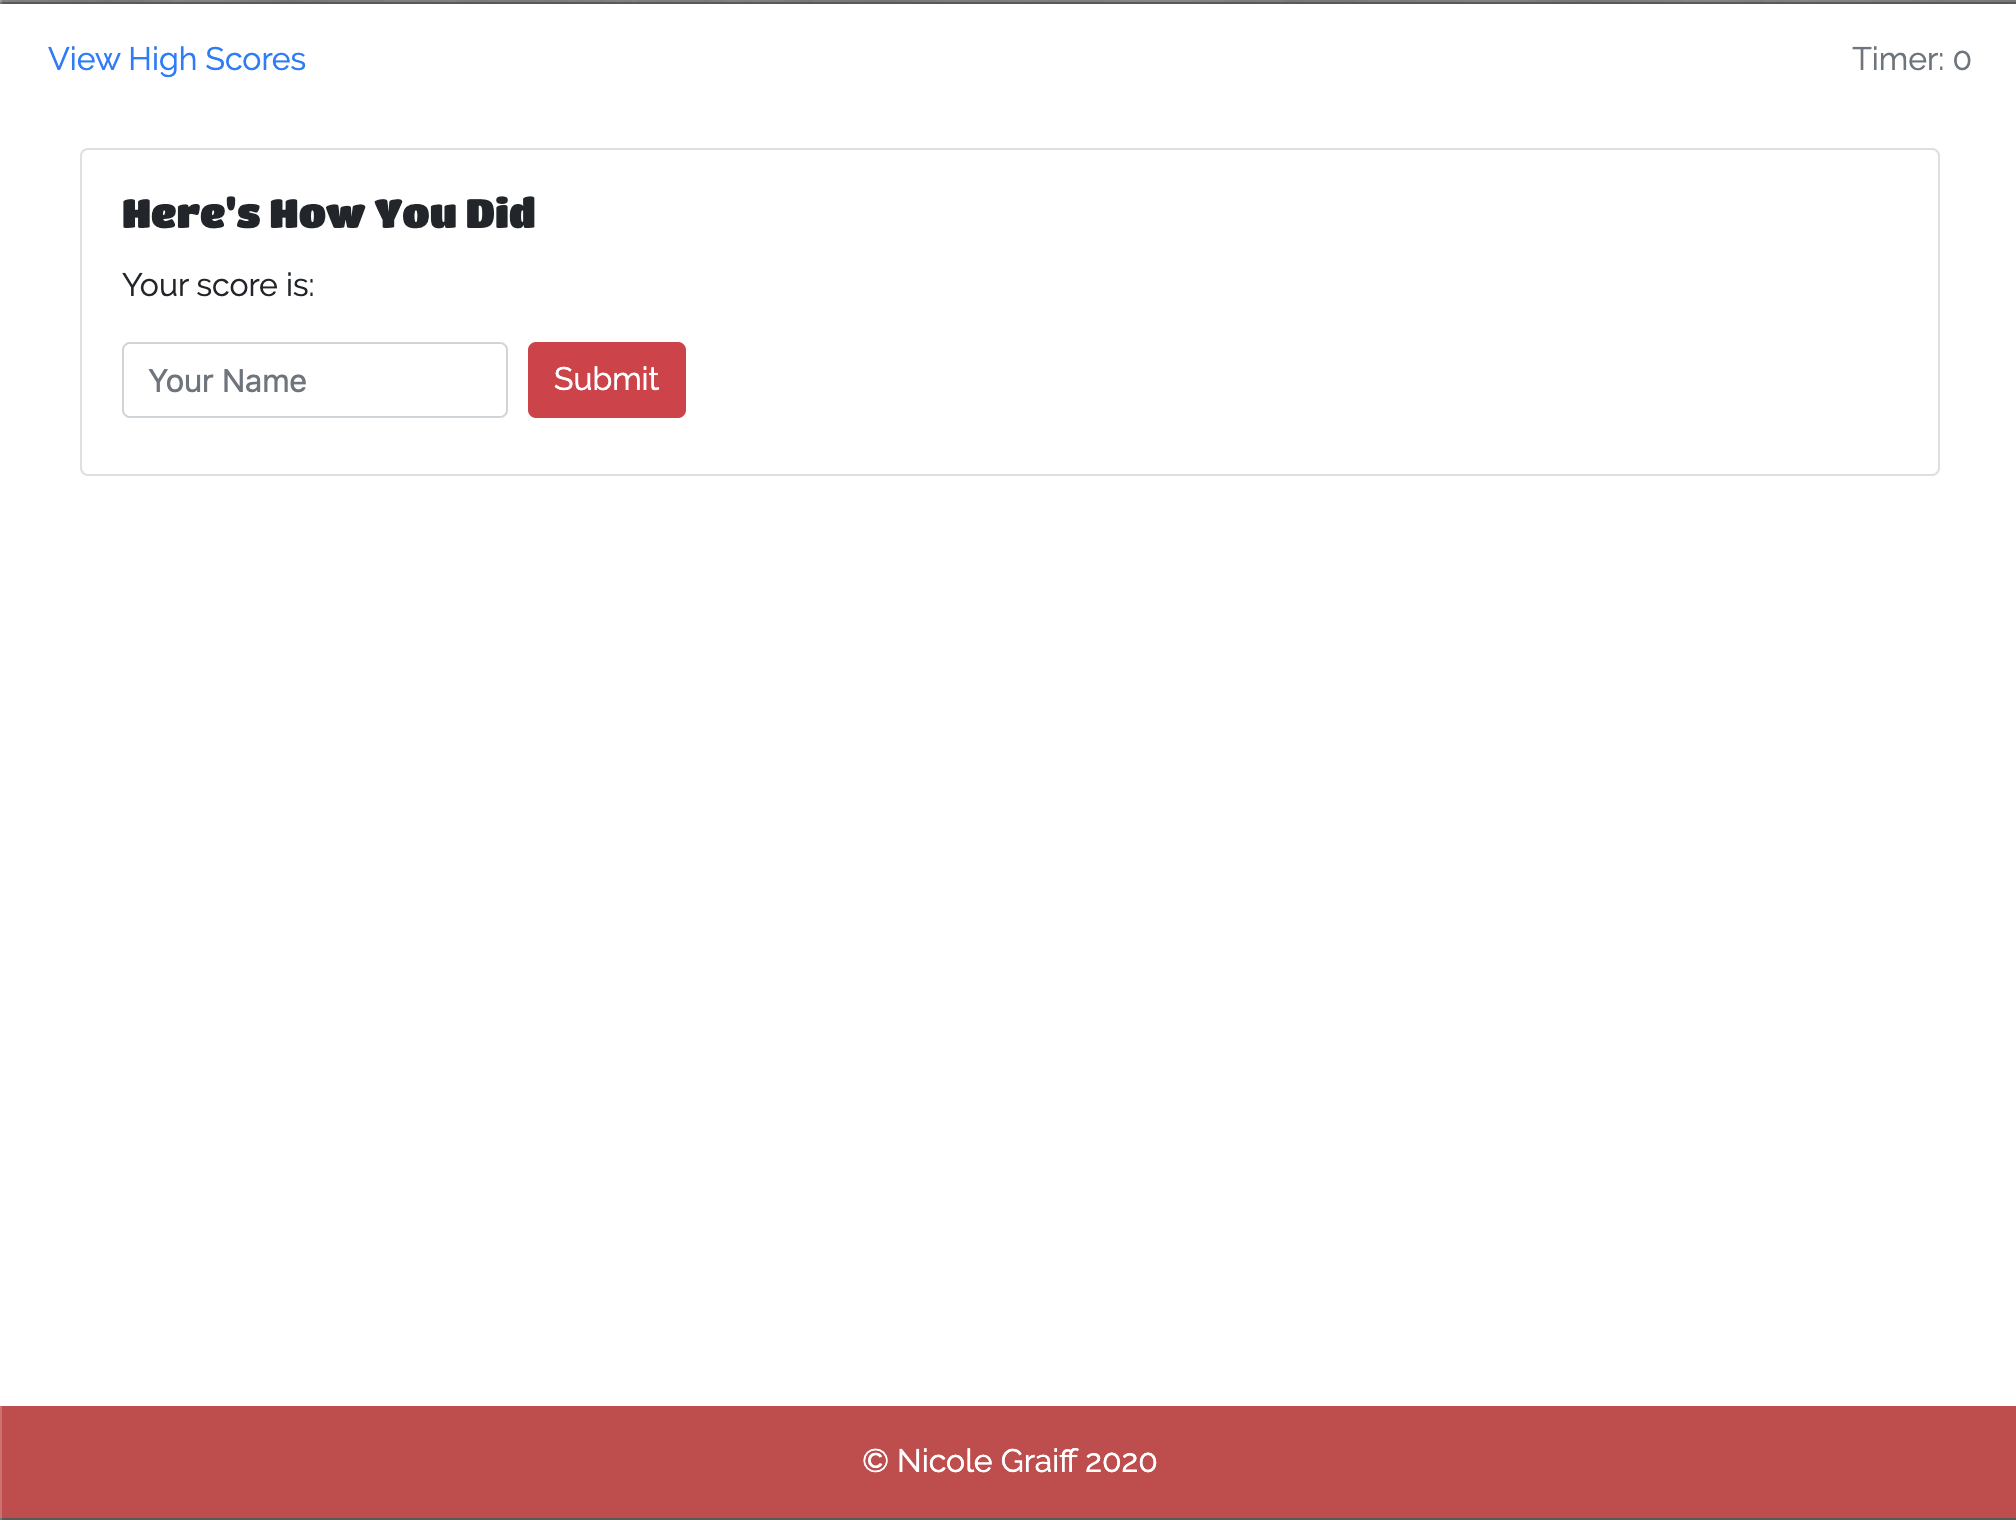 View High Scores
Timer: 0
Here's How You Did
Your score is:
Your Name
Submit
© Nicole Graiff 2020